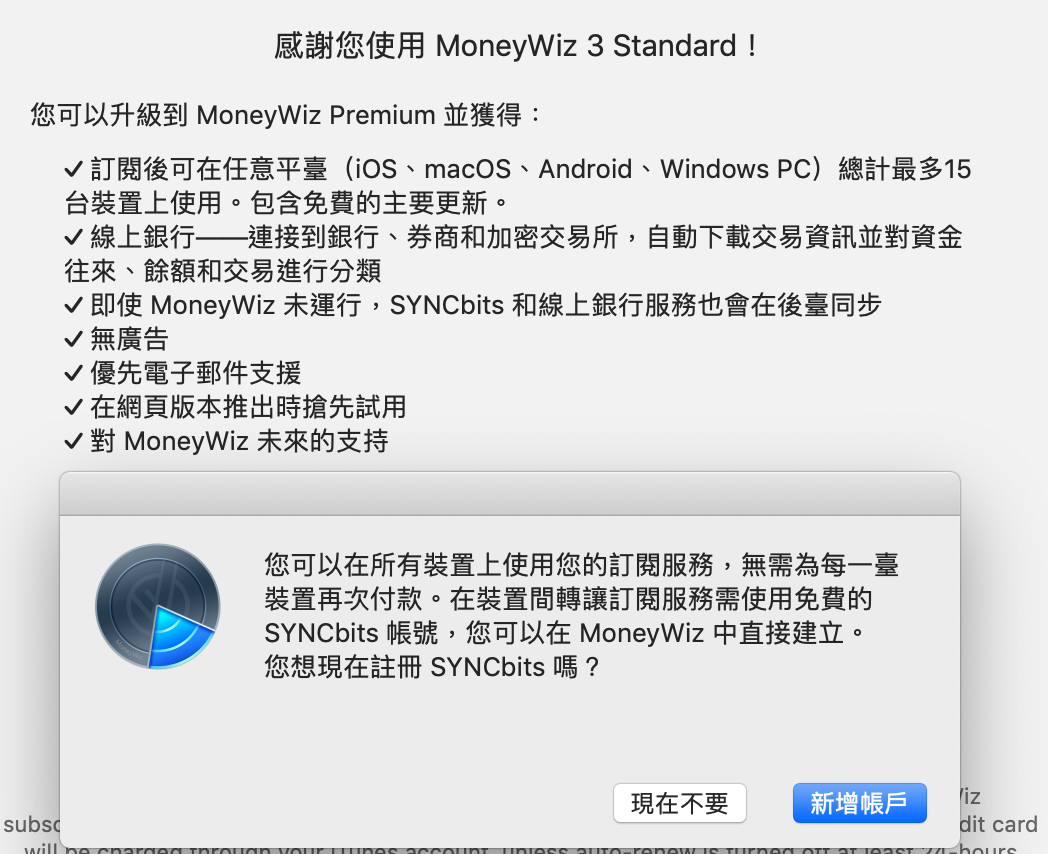 感謝您使用 MoneyWiz 3 Standard！
您可以升級到 MoneyWiz Premium 並獲得：
✓ 訂閱後可在任意平臺（iOS、macOS、Android、Windows PC）總計最多15
台裝置上使用。包含免費的主要更新。
✓ 線上銀行——連接到銀行、券商和加密交易所，自動下載交易資訊並對資金
往來、餘額和交易進行分類
✓ 即使 MoneyWiz 未運行，SYNCbits 和線上銀行服務也會在後臺同步
✓ 無廣告
✓ 優先電子郵件支援
✓ 在網頁版本推出時搶先試用
✓ 對 MoneyWiz 未來的支持
您可以在所有裝置上使用您的訂閱服務，無需為每一臺
裝置再次付款。在裝置間轉讓訂閱服務需使用免費的
SYNCbits 帳號，您可以在 MoneyWiz 中直接建立。
您想現在註冊 SYNCbits 嗎？
現在不要
新增帳戶
card
will be charged through your iTunes account, unless auto-renew is turned off at least 24-hours